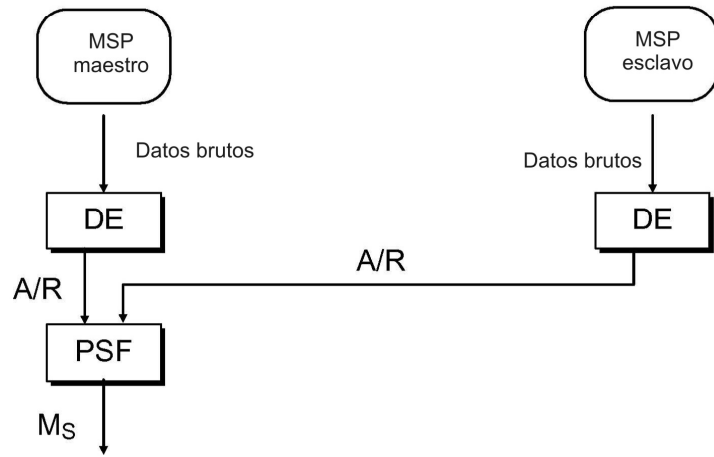 MSP
maestro
MSP
esclavo
Datos brutos
Datos brutos
DE
DE
A/R
A/R
PSF
MS